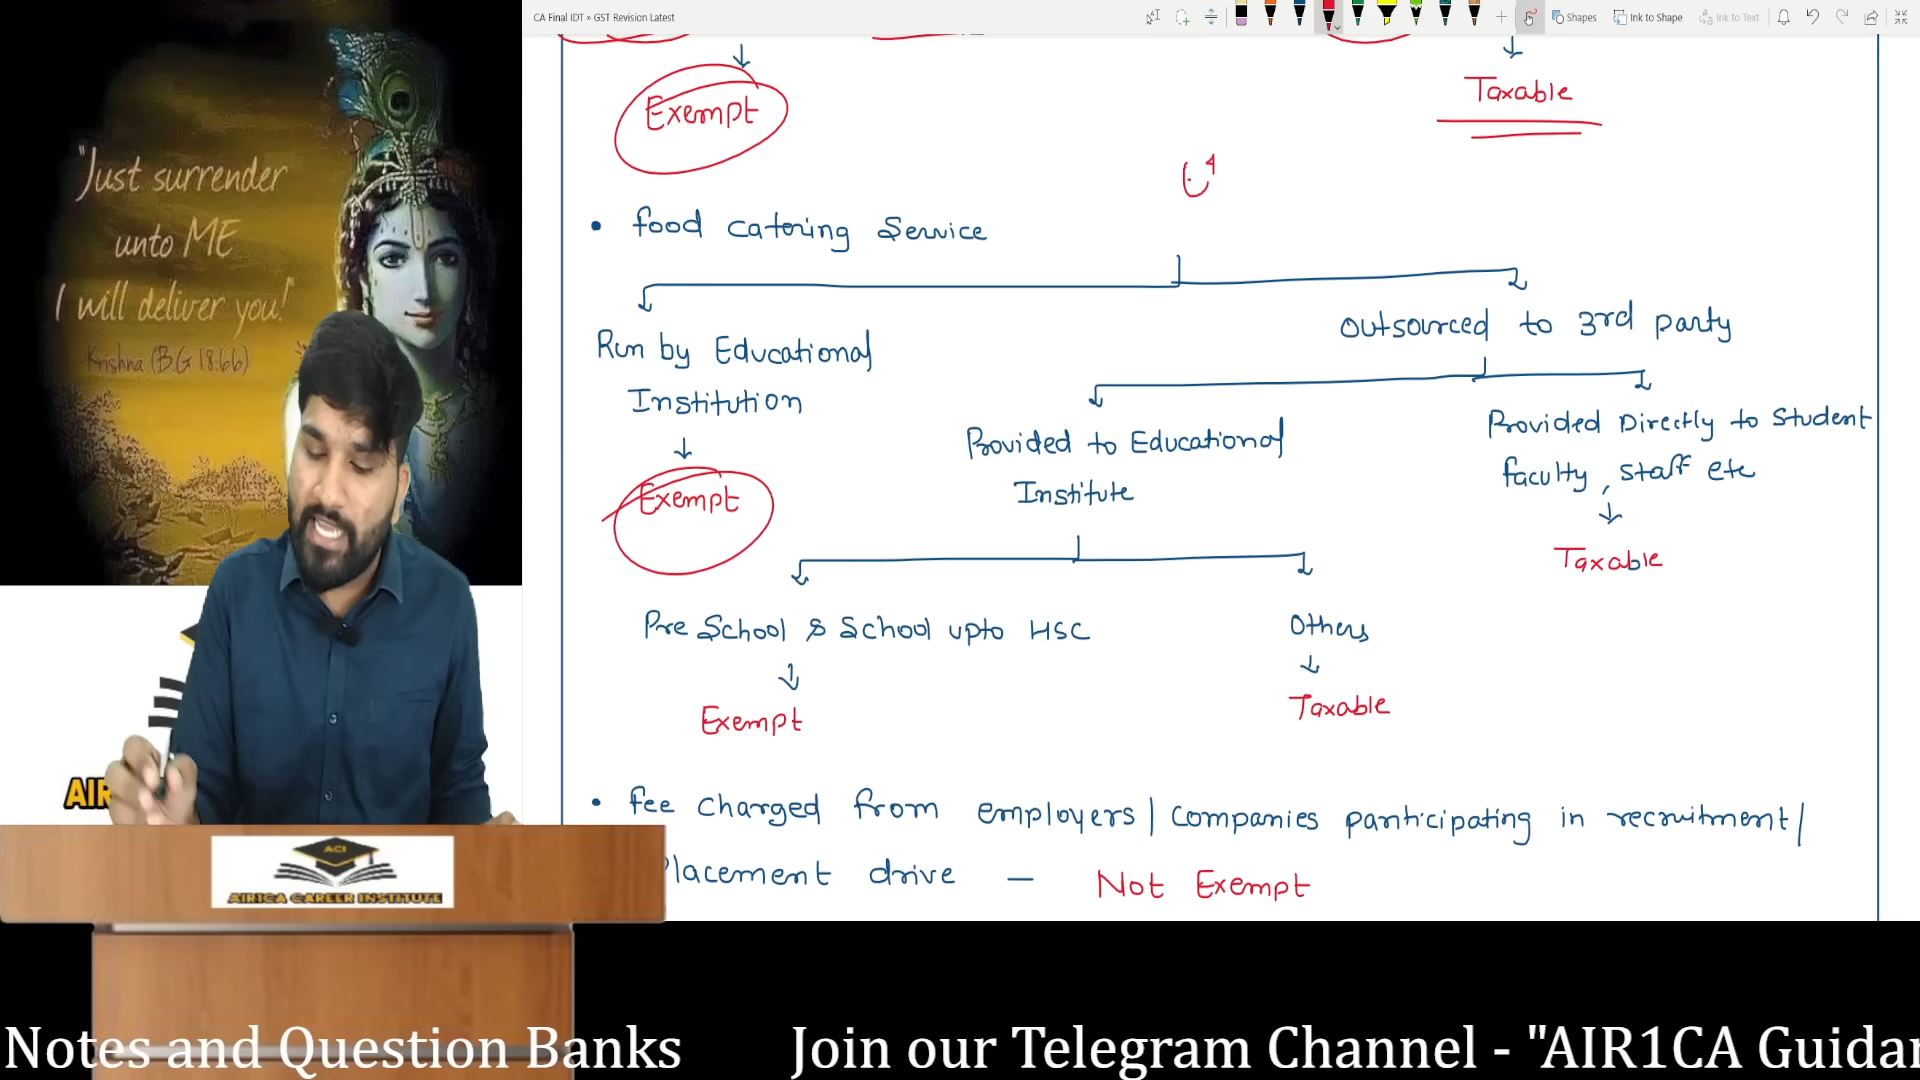 CA Final IDT » GST Revision Latest
Shapes
Ink to Shape
Ink to Text
"Just surrender
unto ME
I will deliver you!"
-Krishna (B.G 18:66)
Exempt
Taxable
• food catering Service
Run by Educational
Institution
Exempt
Outsourced to 3rd party
Provided to Educational
Institute
Provided Directly to Student
faculty, staff etc
Taxable
Pre School & School upto HSC
Exempt
Others
Taxable
• fee charged from employers | Companies participating in recruitment |
Placement drive — Not Exempt
AIR
ACI
AIR1CA CAREER INSTITUTE
Notes and Question Banks Join our Telegram Channel - "AIR1CA Guidan